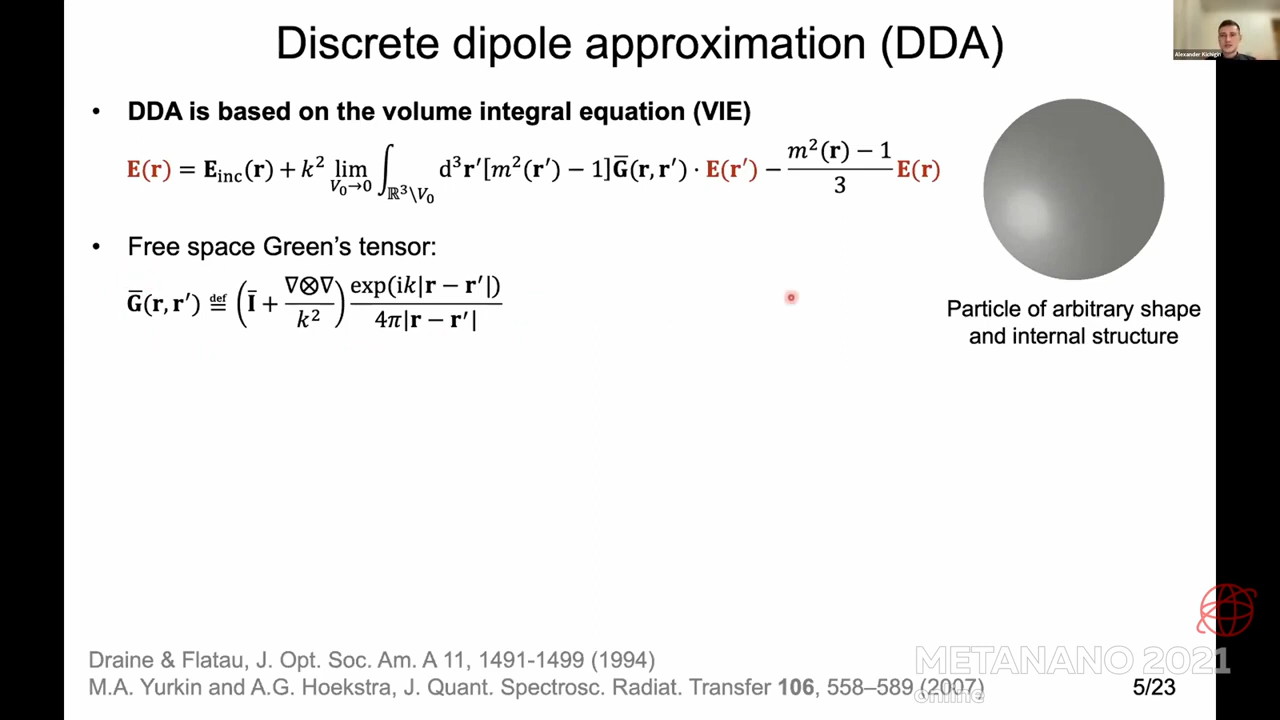 Discrete dipole approximation (DDA)
Alexander Kichigin
• DDA is based on the volume integral equation (VIE)
E(r) = E_inc(r) + k² lim_{V₀→0} ∫_{ℝ³\V₀} d³r′[m²(r′) − 1]G̅(r, r′) · E(r′) − (m²(r) − 1)/3 E(r)
• Free space Green's tensor:
G̅(r, r′) ≝ (I̅ + ∇⊗∇/k²) exp(ik|r − r′|)/4π|r − r′|
Particle of arbitrary shape
and internal structure
Draine & Flatau, J. Opt. Soc. Am. A 11, 1491-1499 (1994)
M.A. Yurkin and A.G. Hoekstra, J. Quant. Spectrosc. Radiat. Transfer 106, 558–589 (2007)
METANANO 2021
online
5/23